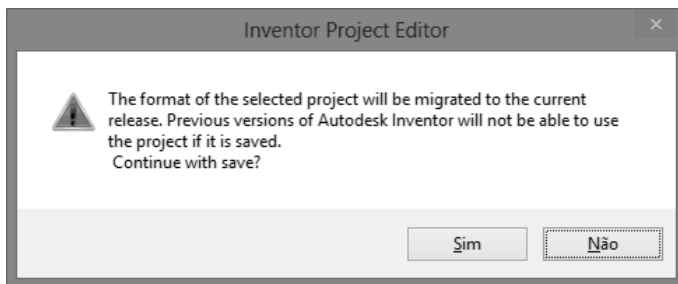 Inventor Project Editor
The format of the selected project will be migrated to the current
release. Previous versions of Autodesk Inventor will not be able to use
the project if it is saved.
Continue with save?
Sim
Não